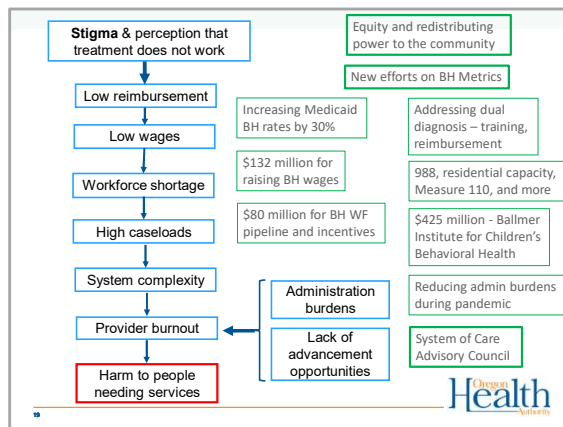 Stigma & perception that
treatment does not work
Low reimbursement
Low wages
Workforce shortage
High caseloads
System complexity
Provider burnout
Harm to people
needing services
Administration
burdens
Lack of
advancement
opportunities
Equity and redistributing
power to the community
New efforts on BH Metrics
Increasing Medicaid
BH rates by 30%
$132 million for
raising BH wages
$80 million for BH WF
pipeline and incentives
Addressing dual
diagnosis – training,
reimbursement
988, residential capacity,
Measure 110, and more
$425 million - Ballmer
Institute for Children's
Behavioral Health
Reducing admin burdens
during pandemic
System of Care
Advisory Council
Oregon
Health
Authority
19